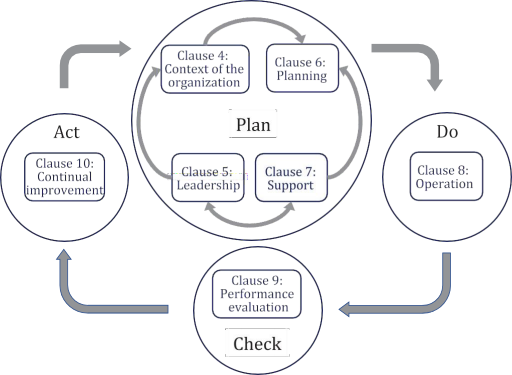 Clause 4:
Context of the
organization
Clause 6:
Planning
Plan
Clause 5:
Leadership
Clause 7:
Support
Act
Clause 10:
Continual
improvement
Do
Clause 8:
Operation
Clause 9:
Performance
evaluation
Check